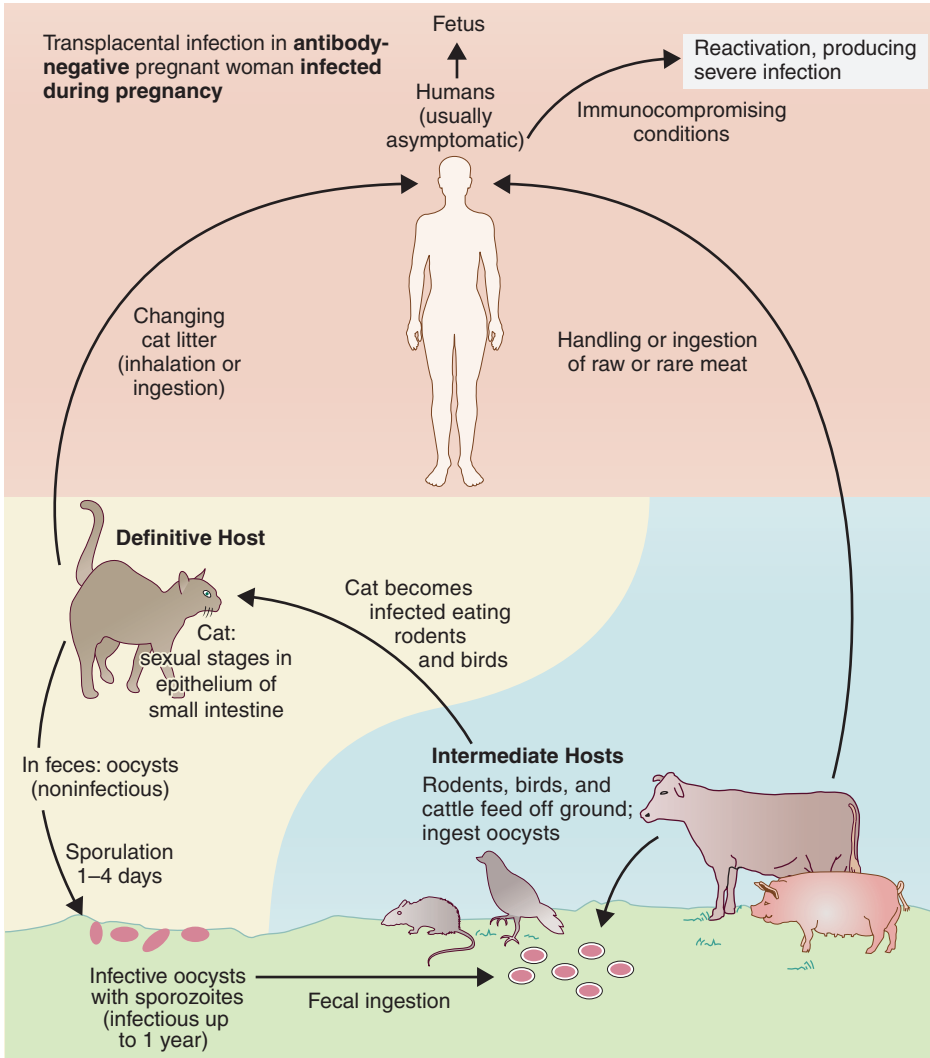 Transplacental infection in antibody-
negative pregnant woman infected
during pregnancy
Fetus
Humans
(usually
asymptomatic)
Reactivation, producing
severe infection
Immunocompromising
conditions
Changing
cat litter
(inhalation or
ingestion)
Handling or ingestion
of raw or rare meat
Definitive Host
Cat:
sexual stages in
epithelium of
small intestine
Cat becomes
infected eating
rodents
and birds
In feces: oocysts
(noninfectious)
Sporulation
1–4 days
Intermediate Hosts
Rodents, birds, and
cattle feed off ground;
ingest oocysts
Infective oocysts
with sporozoites
(infectious up
to 1 year)
Fecal ingestion